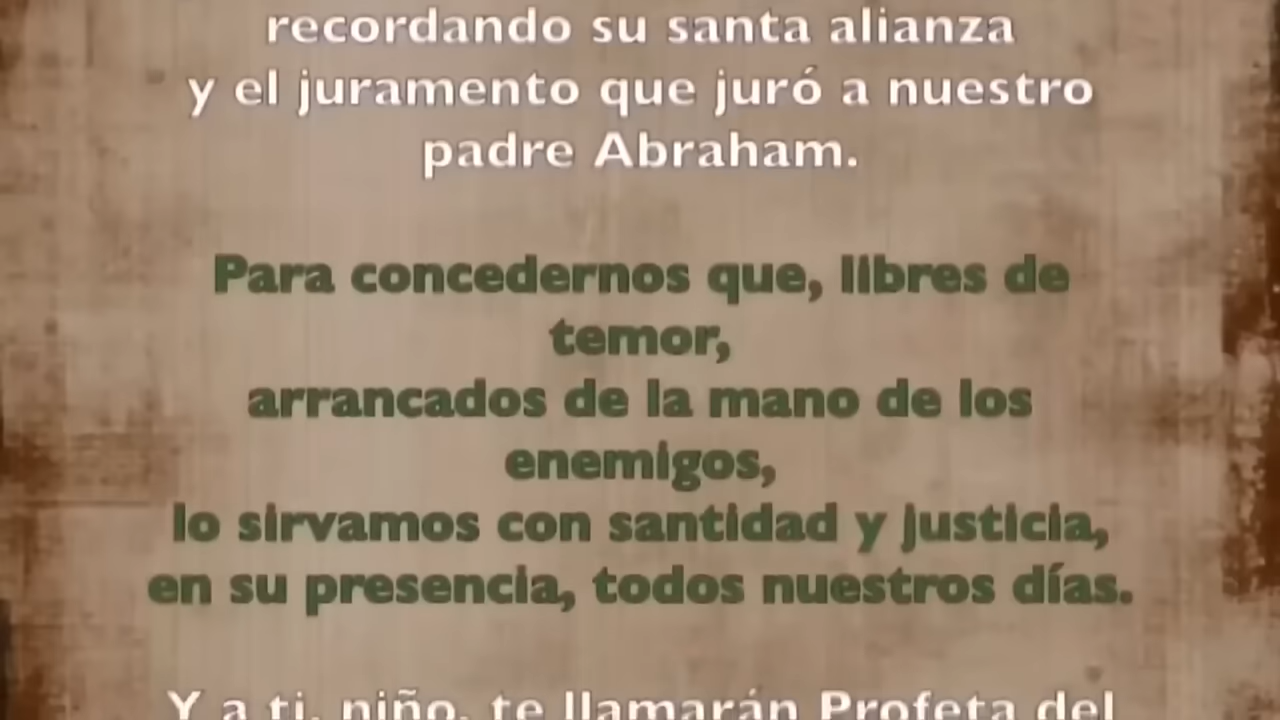 recordando su santa alianza
y el juramento que juró a nuestro
padre Abraham.
Para concedernos que, libres de
temor,
arrancados de la mano de los
enemigos,
lo sirvamos con santidad y justicia,
en su presencia, todos nuestros días.
Y a ti, niño, te llamarán Profeta del